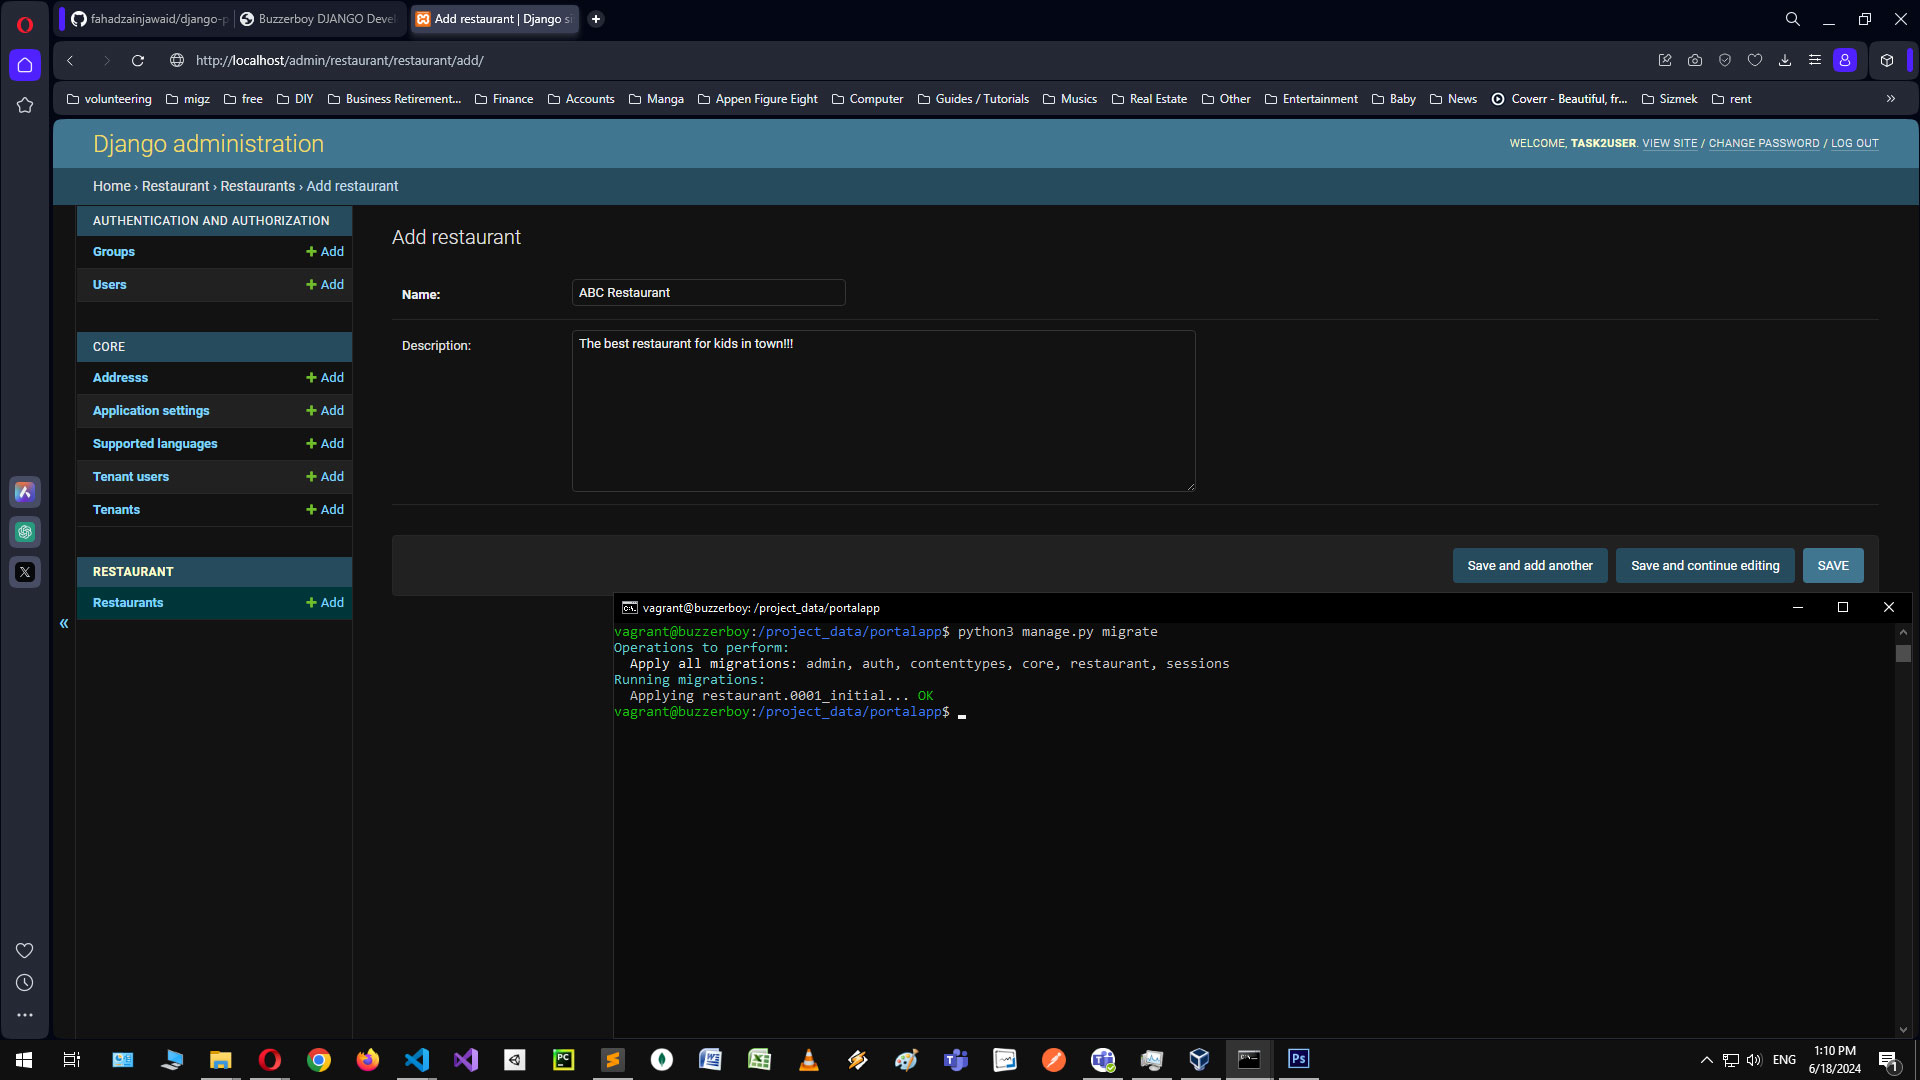 fahadzainjawaid/django-p
Buzzerboy DJANGO Deve
Add restaurant | Django si
http://localhost/admin/restaurant/restaurant/add/
volunteering
migz
free
DIY
Business Retirement...
Finance
Accounts
Manga
Appen Figure Eight
Computer
Guides / Tutorials
Musics
Real Estate
Other
Entertainment
Baby
News
Coverr - Beautiful, fr...
Sizmek
rent
»
Django administration
WELCOME, TASK2USER. VIEW SITE / CHANGE PASSWORD / LOG OUT
Home › Restaurant › Restaurants › Add restaurant
AUTHENTICATION AND AUTHORIZATION
Groups + Add
Users + Add
CORE
Addresss + Add
Application settings + Add
Supported languages + Add
Tenant users + Add
Tenants + Add
RESTAURANT
Restaurants + Add
«
Add restaurant
Name: ABC Restaurant
Description: The best restaurant for kids in town!!!
Save and add another
Save and continue editing
SAVE
vagrant@buzzerboy: /project_data/portalapp
vagrant@buzzerboy:/project_data/portalapp$ python3 manage.py migrate
Operations to perform:
Apply all migrations: admin, auth, contenttypes, core, restaurant, sessions
Running migrations:
Applying restaurant.0001_initial... OK
vagrant@buzzerboy:/project_data/portalapp$
ENG
1:10 PM
6/18/2024
1